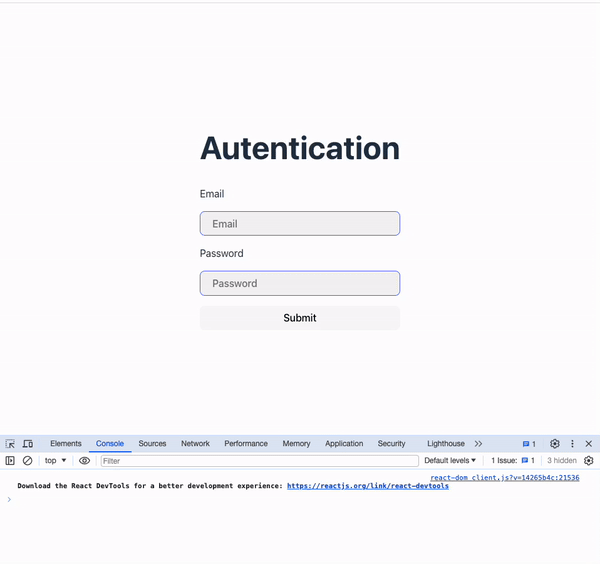 Autentication
Email
Email
Password
Password
Submit
Elements Console Sources Network Performance Memory Application Security Lighthouse 1
top Filter Default levels 1 Issue: 1 3 hidden
react-dom client.js?v=14265b4c:21536
Download the React DevTools for a better development experience: https://reactjs.org/link/react-devtools